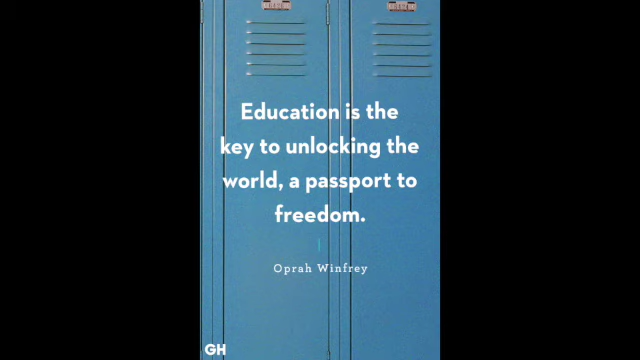 Education is the
key to unlocking the
world, a passport to
freedom.
Oprah Winfrey
GH